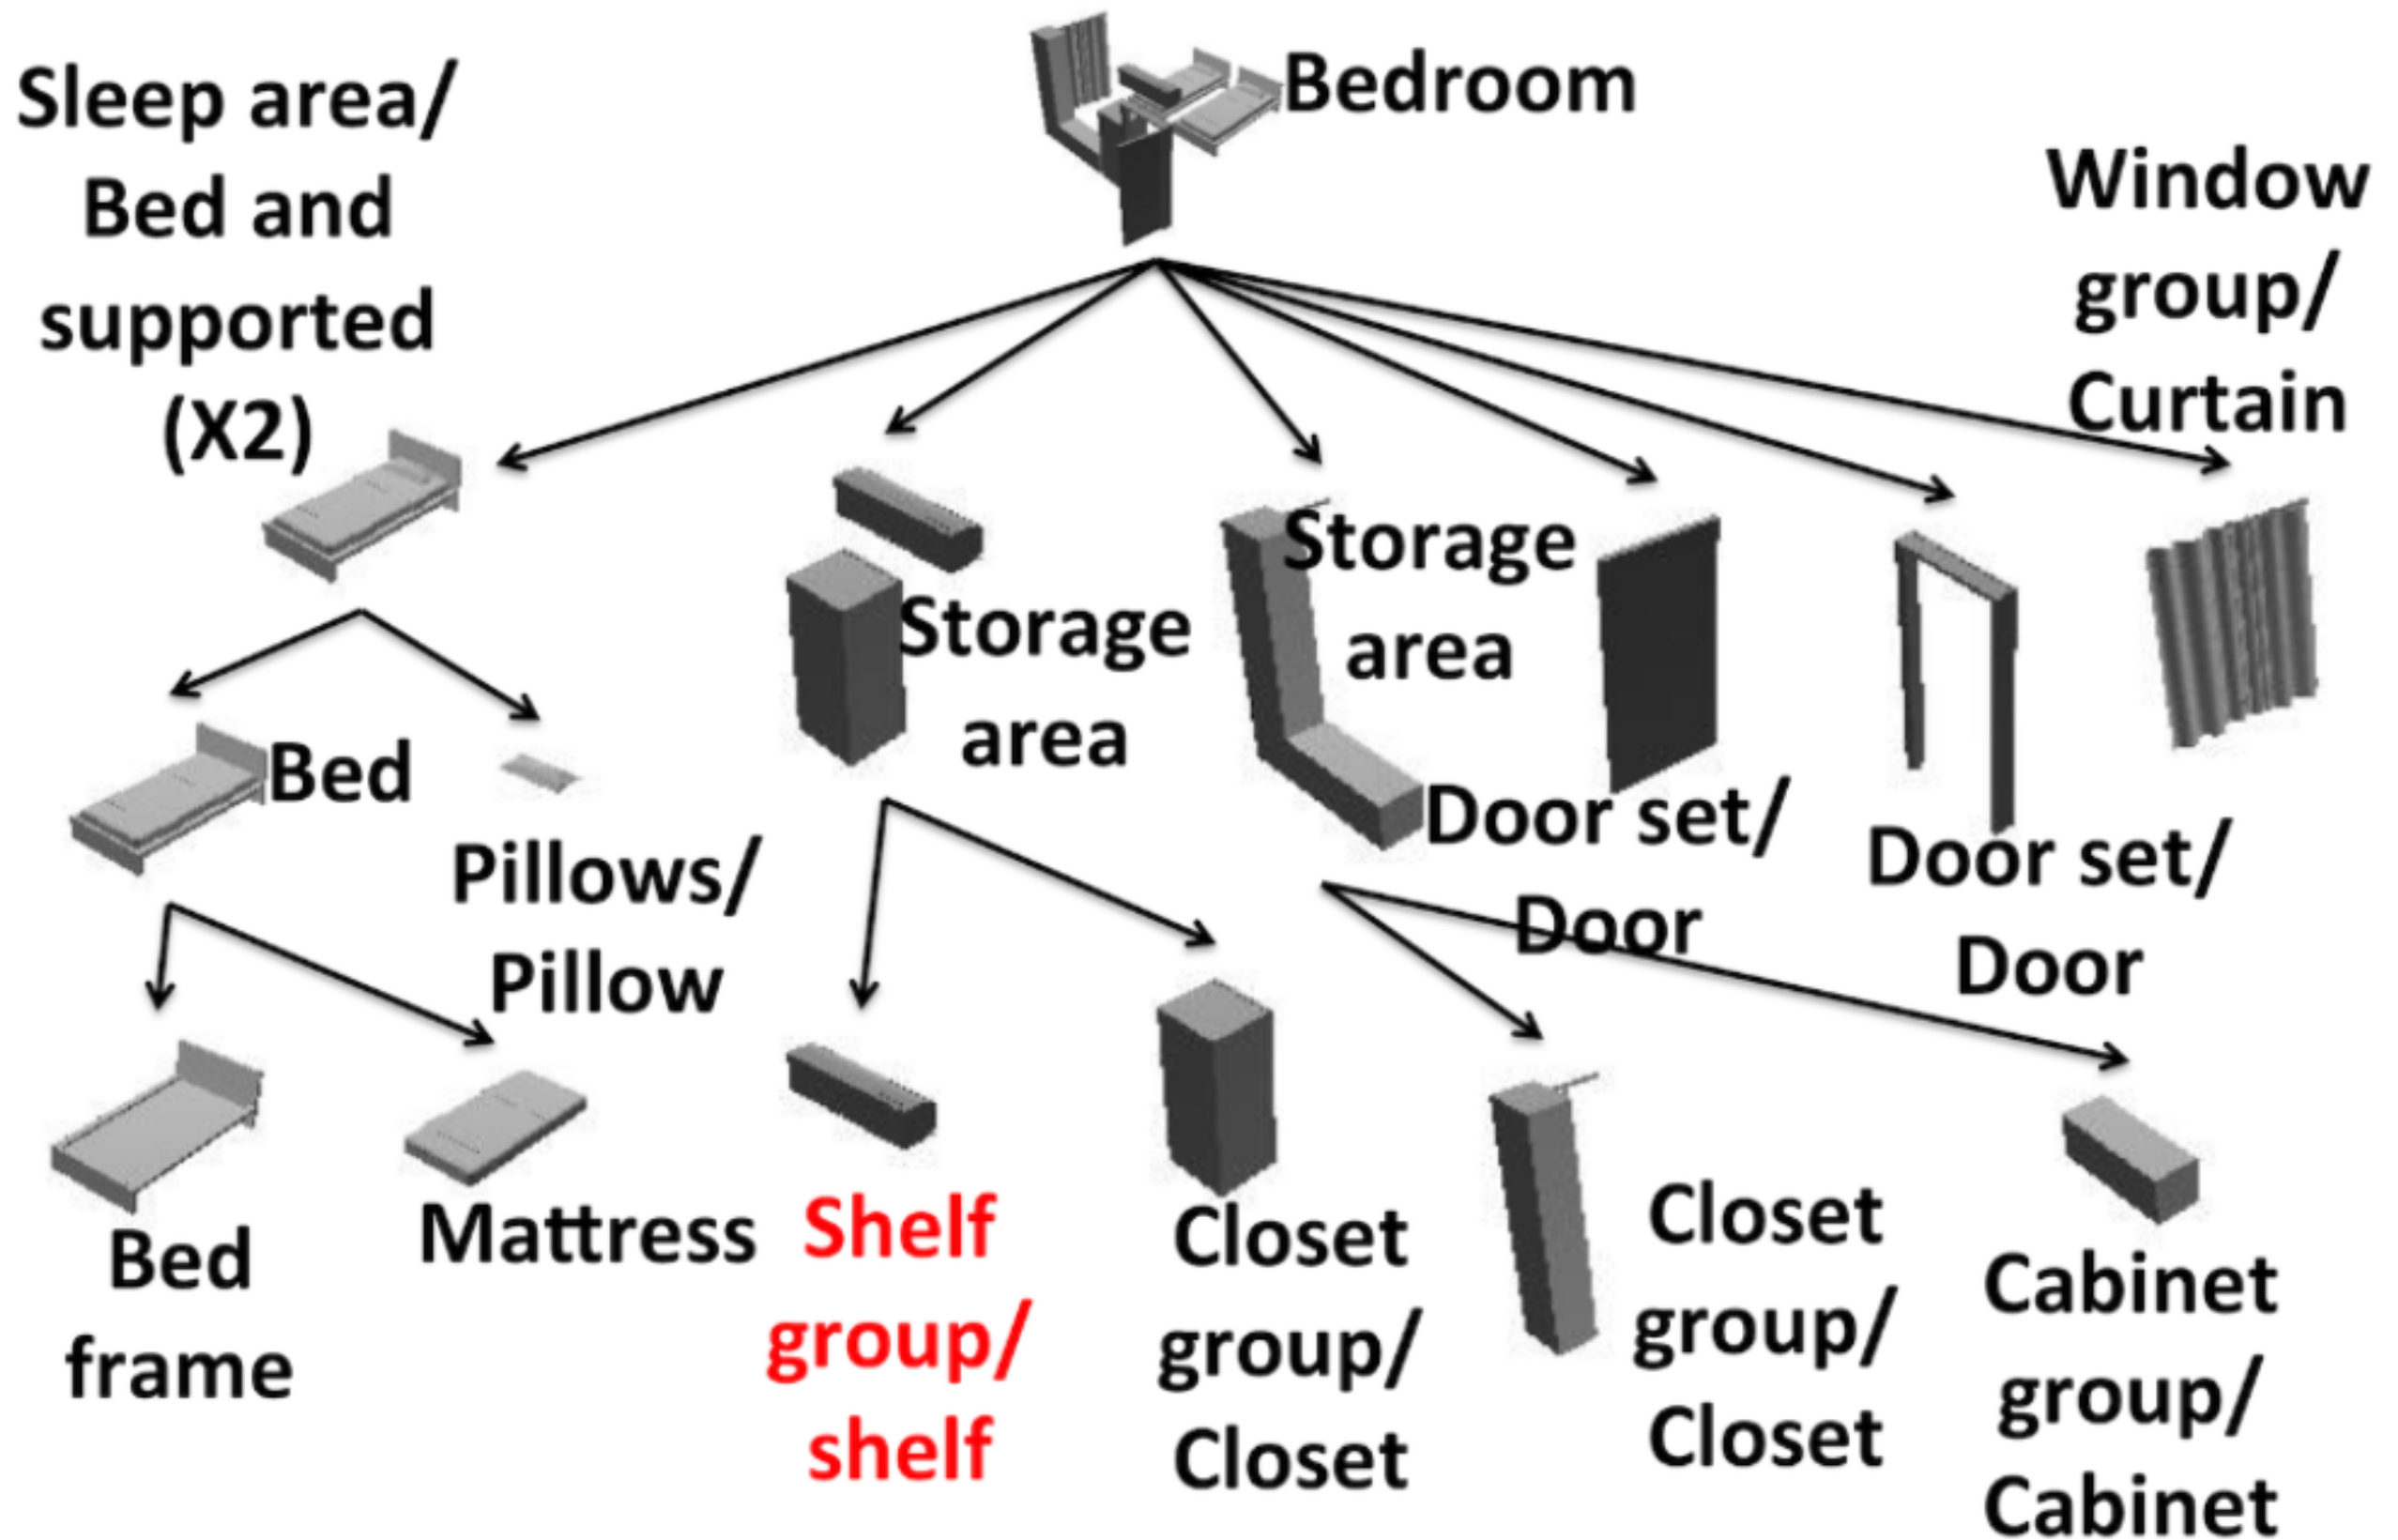 Bedroom
Sleep area/
Bed and
supported
(X2)
Window
group/
Curtain
Storage
area
Storage
area
Door set/
Door
Door set/
Door
Bed
Pillows/
Pillow
Bed
frame
Mattress
Shelf
group/
shelf
Closet
group/
Closet
Closet
group/
Closet
Cabinet
group/
Cabinet